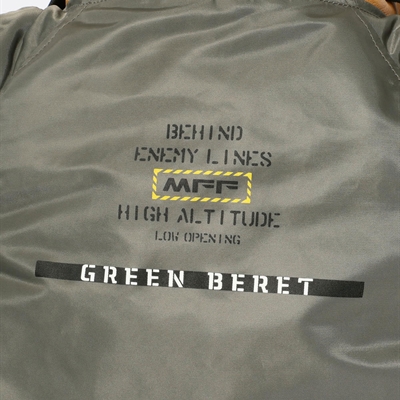 BEHIND
ENEMY LINES
MFF
HIGH ALTITUDE
LOW OPENING
GREEN BERET